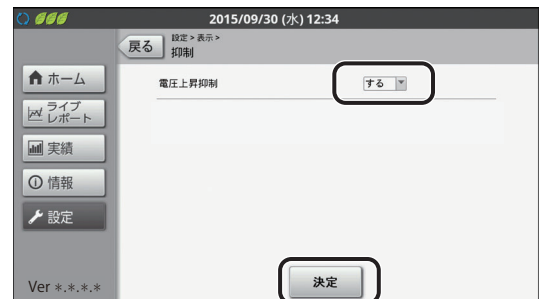 2015/09/30 (水) 12:34
戻る
設定 > 表示 >
抑制
ホーム
ライブ
レポート
実績
情報
設定
Ver *.*.*.*
電圧上昇抑制
する
決定